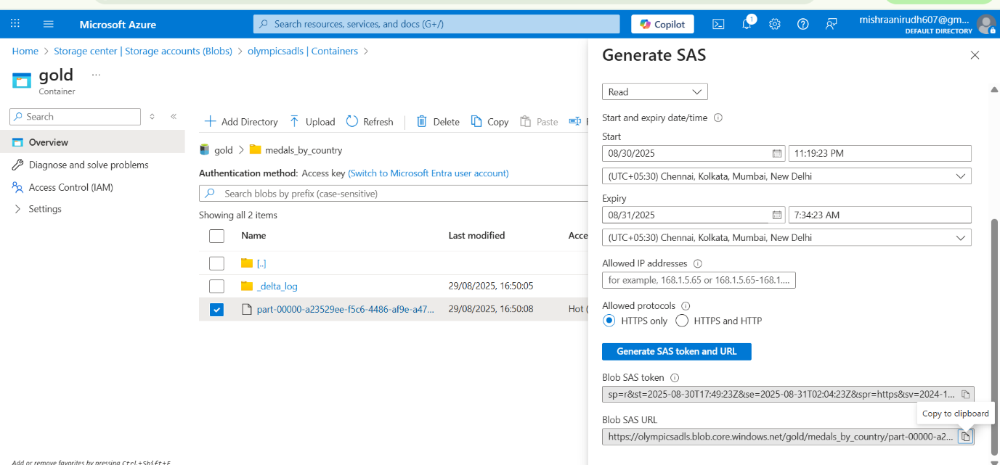 Microsoft Azure
Search resources, services, and docs (G+/)
Copilot
1
mishraanirudh607@gm...
DEFAULT DIRECTORY
Home > Storage center | Storage accounts (Blobs) > olympicsadls | Containers >
gold ...
Container
Search
Overview
Diagnose and solve problems
Access Control (IAM)
Settings
Add Directory Upload Refresh Delete Copy Paste
gold > medals_by_country
Authentication method: Access key (Switch to Microsoft Entra user account)
Search blobs by prefix (case-sensitive)
Showing all 2 items
Name Last modified Acce
[..]
_delta_log 29/08/2025, 16:50:05
part-00000-a23529ee-f5c6-4486-af9e-a47... 29/08/2025, 16:50:08 Hot (
Add or remove favorites by pressing Ctrl+Shift+F
Generate SAS
Read
Start and expiry date/time
Start
08/30/2025 11:19:23 PM
(UTC+05:30) Chennai, Kolkata, Mumbai, New Delhi
Expiry
08/31/2025 7:34:23 AM
(UTC+05:30) Chennai, Kolkata, Mumbai, New Delhi
Allowed IP addresses
for example, 168.1.5.65 or 168.1.5.65-168.1....
Allowed protocols
HTTPS only HTTPS and HTTP
Generate SAS token and URL
Blob SAS token
sp=r&st=2025-08-30T17:49:23Z&se=2025-08-31T02:04:23Z&spr=https&sv=2024-1...
Copy to clipboard
Blob SAS URL
https://olympicsadls.blob.core.windows.net/gold/medals_by_country/part-00000-a2...